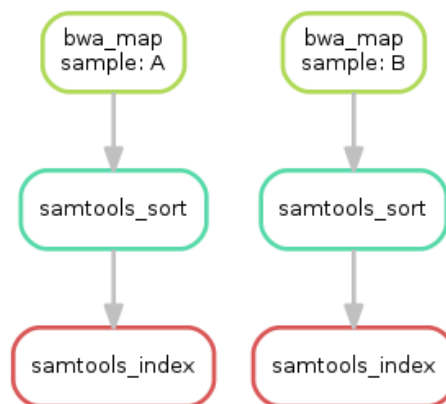 bwa_map
sample: A
bwa_map
sample: B
samtools_sort
samtools_sort
samtools_index
samtools_index